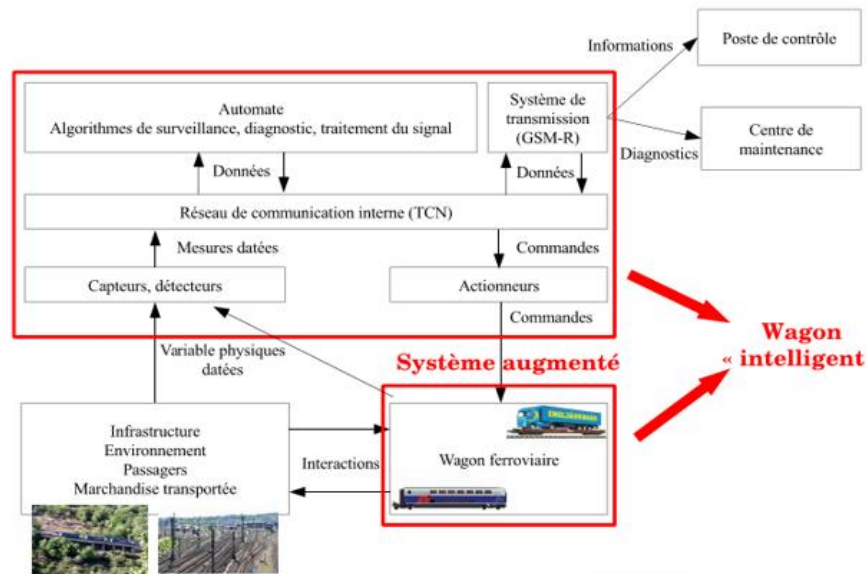 Informations
Poste de contrôle
Automate
Algorithmes de surveillance, diagnostic, traitement du signal
Système de
transmission
(GSM-R)
Diagnostics
Centre de
maintenance
Données
Données
Réseau de communication interne (TCN)
Mesures datées
Commandes
Capteurs, détecteurs
Actionneurs
Commandes
Variable physiques
datées
Système augmenté
Wagon
« intelligent
Infrastructure
Environnement
Passagers
Marchandise transportée
Interactions
Wagon ferroviaire